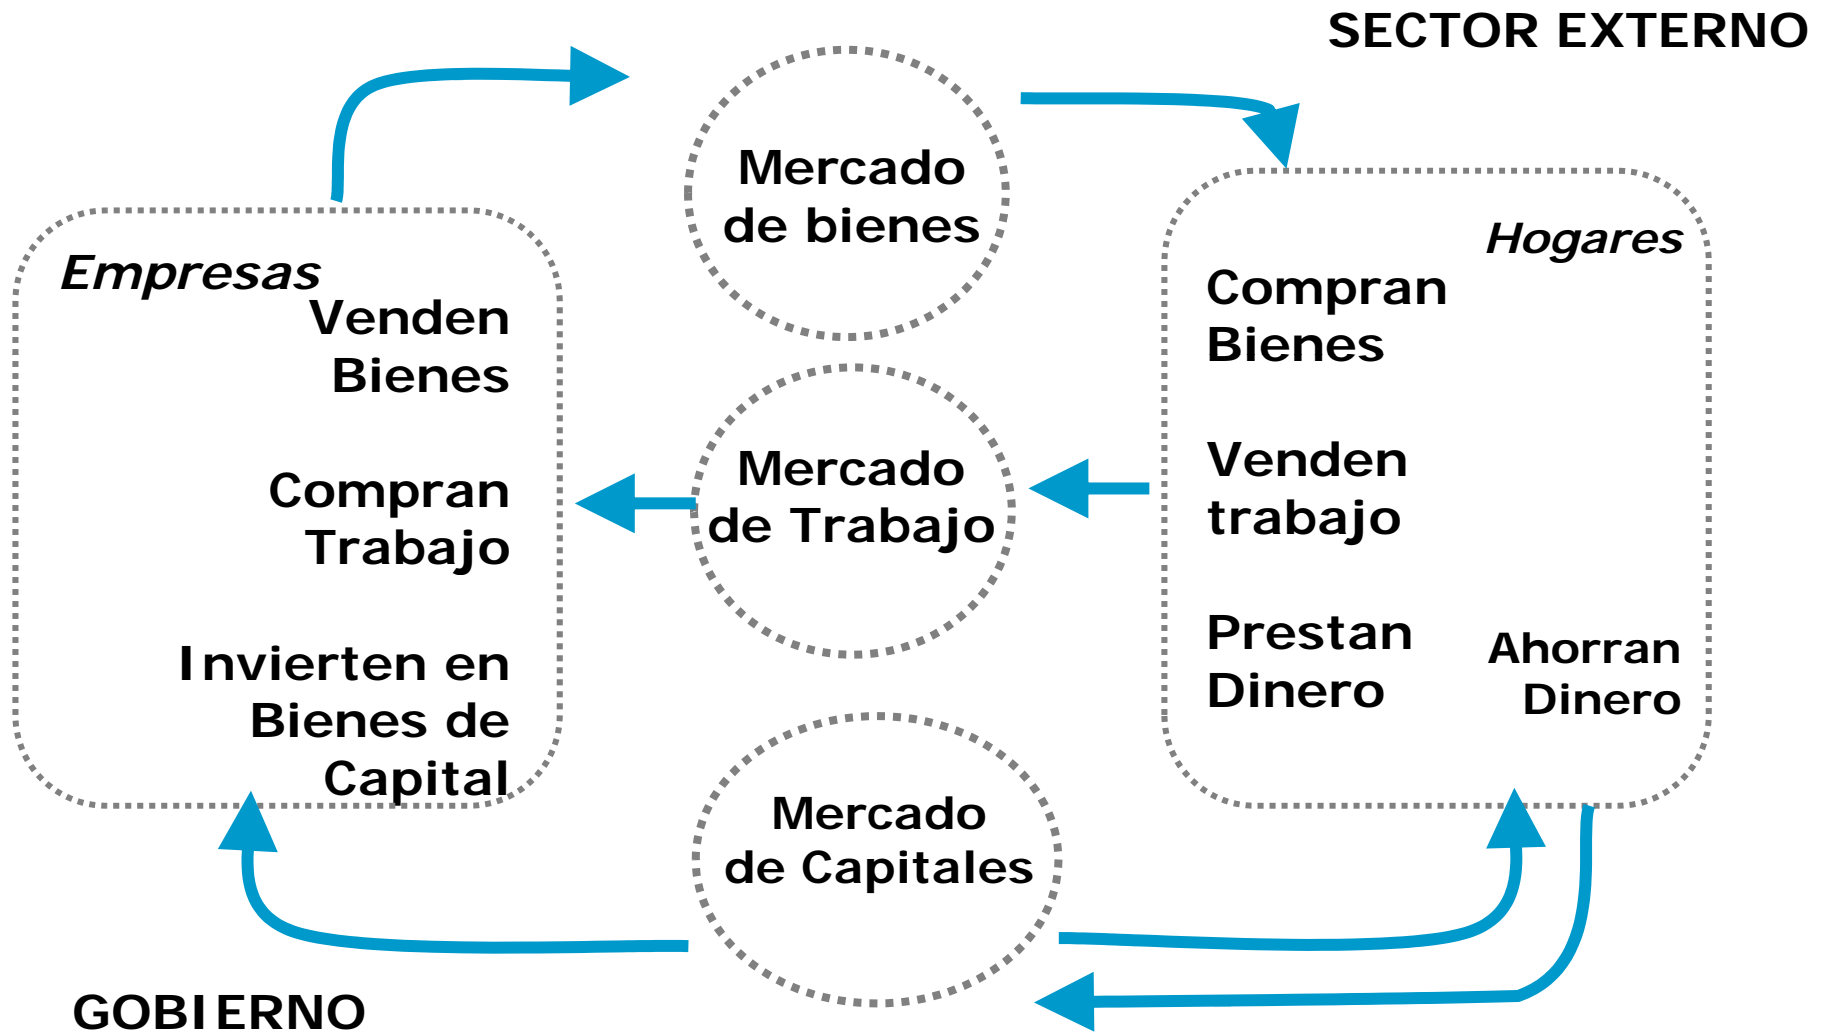 SECTOR EXTERNO
Mercado
de bienes
Empresas
Venden
Bienes
Compran
Trabajo
Invierten en
Bienes de
Capital
Mercado
de Trabajo
Hogares
Compran
Bienes
Venden
trabajo
Prestan
Dinero
Ahorran
Dinero
Mercado
de Capitales
GOBIERNO